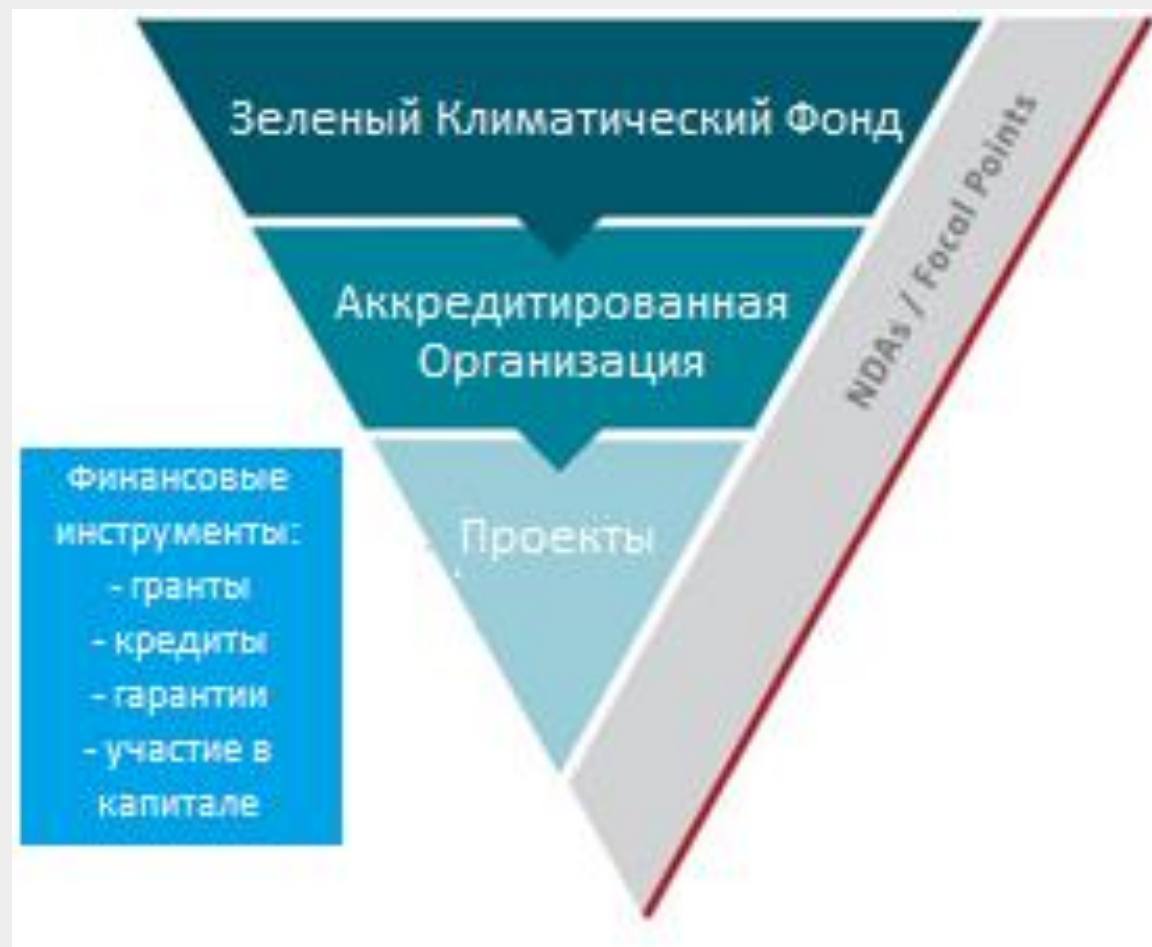 Зеленый Климатический Фонд
Аккредитированная
Организация
Проекты
NDAs / Focal Points
Финансовые
инструменты:
- гранты
- кредиты
- гарантии
- участие в
капитале